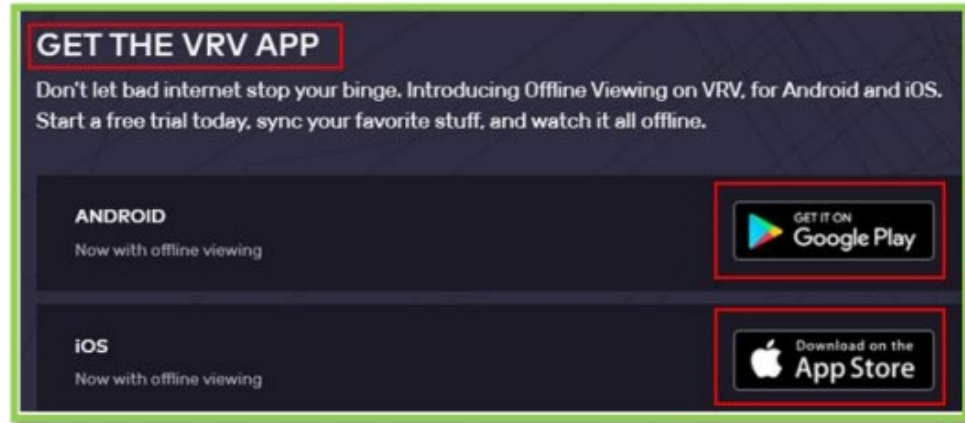 GET THE VRV APP
Don't let bad internet stop your binge. Introducing Offline Viewing on VRV, for Android and iOS.
Start a free trial today, sync your favorite stuff, and watch it all offline.
ANDROID
Now with offline viewing
GET IT ON
Google Play
iOS
Now with offline viewing
Download on the
App Store